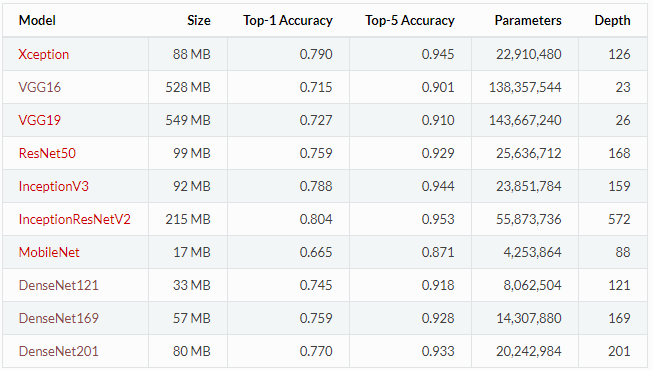 Model Size Top-1 Accuracy Top-5 Accuracy Parameters Depth
Xception 88 MB 0.790 0.945 22,910,480 126
VGG16 528 MB 0.715 0.901 138,357,544 23
VGG19 549 MB 0.727 0.910 143,667,240 26
ResNet50 99 MB 0.759 0.929 25,636,712 168
InceptionV3 92 MB 0.788 0.944 23,851,784 159
InceptionResNetV2 215 MB 0.804 0.953 55,873,736 572
MobileNet 17 MB 0.665 0.871 4,253,864 88
DenseNet121 33 MB 0.745 0.918 8,062,504 121
DenseNet169 57 MB 0.759 0.928 14,307,880 169
DenseNet201 80 MB 0.770 0.933 20,242,984 201